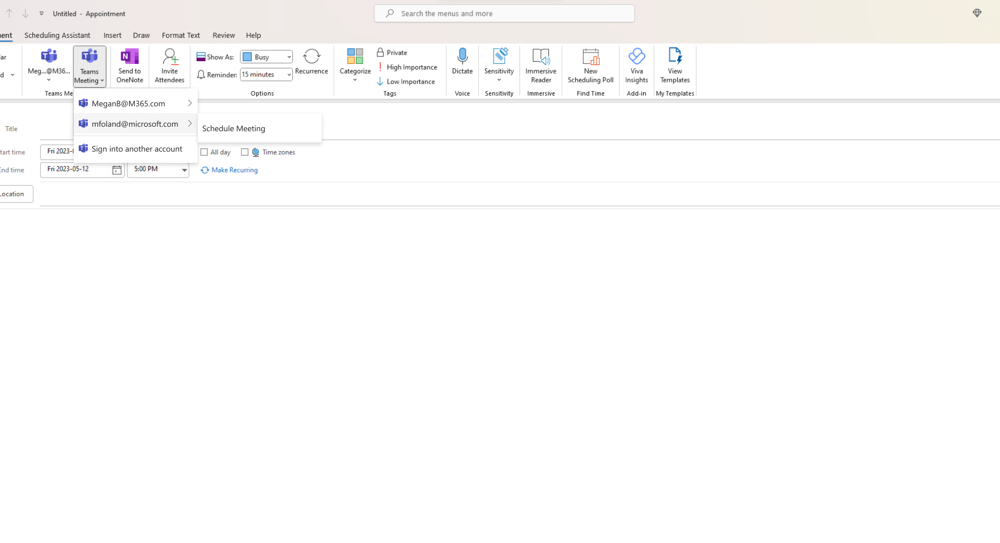 Untitled - Appointment
Search the menus and more
Scheduling Assistant Insert Draw Format Text Review Help
Meg...@M36...
Teams
Meeting
Send to
OneNote
Invite
Attendees
Show As: Busy
Reminder: 15 minutes
Recurrence
Options
Categorize
Private
High Importance
Low Importance
Tags
Dictate
Voice
Sensitivity
Sensitivity
Immersive
Reader
Immersive
New
Scheduling Poll
Find Time
Viva
Insights
Add-in
View
Templates
My Templates
Teams Me
MeganB@M365.com
mfoland@microsoft.com
Schedule Meeting
Sign into another account
Title
tart time Fri 2023-0 All day Time zones
End time Fri 2023-05-12 5:00 PM Make Recurring
Location